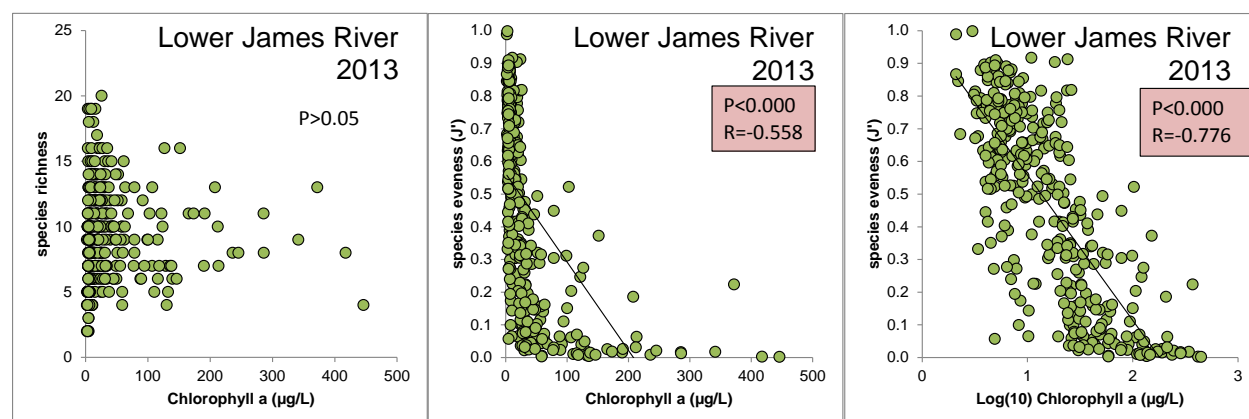 Lower James River
2013
P>0.05
species richness
25
20
15
10
5
0
0 100 200 300 400 500
Chlorophyll a (µg/L)
Lower James River
2013
P<0.000
R=-0.558
species eveness (J')
1.0
0.9
0.8
0.7
0.6
0.5
0.4
0.3
0.2
0.1
0.0
0 100 200 300 400 500
Chlorophyll a (µg/L)
Lower James River
2013
P<0.000
R=-0.776
species eveness (J')
1.0
0.9
0.8
0.7
0.6
0.5
0.4
0.3
0.2
0.1
0.0
0 1 2 3
Log(10) Chlorophyll a (µg/L)